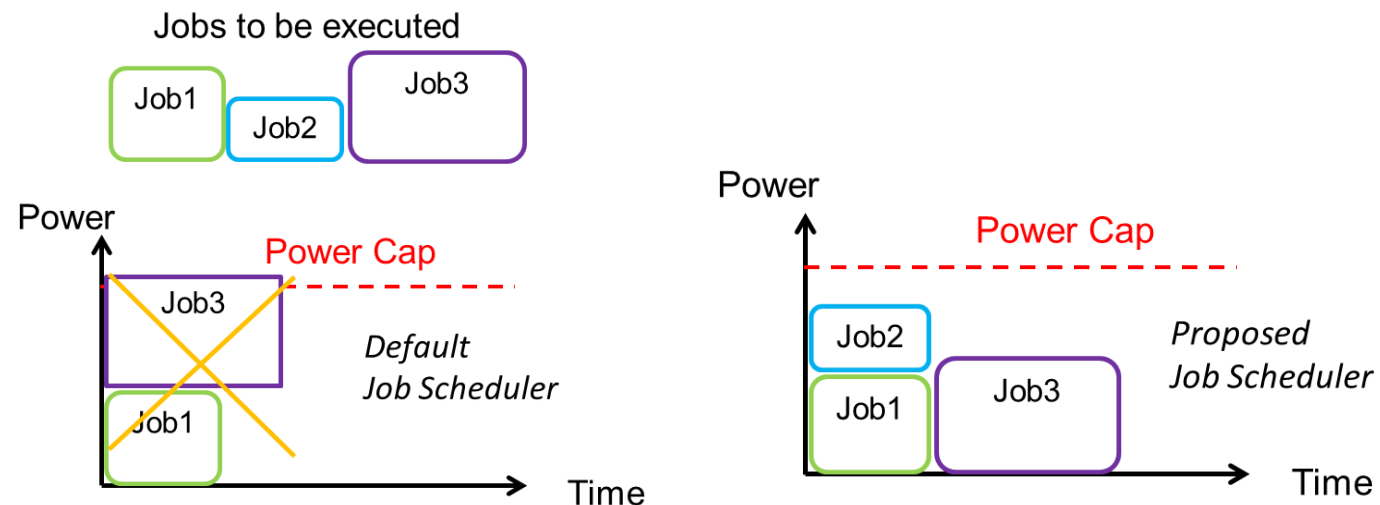 Jobs to be executed
Job1
Job2
Job3
Power
Power Cap
Job3
Default
Job Scheduler
Job1
Time
Power
Power Cap
Job2
Proposed
Job Scheduler
Job1
Job3
Time